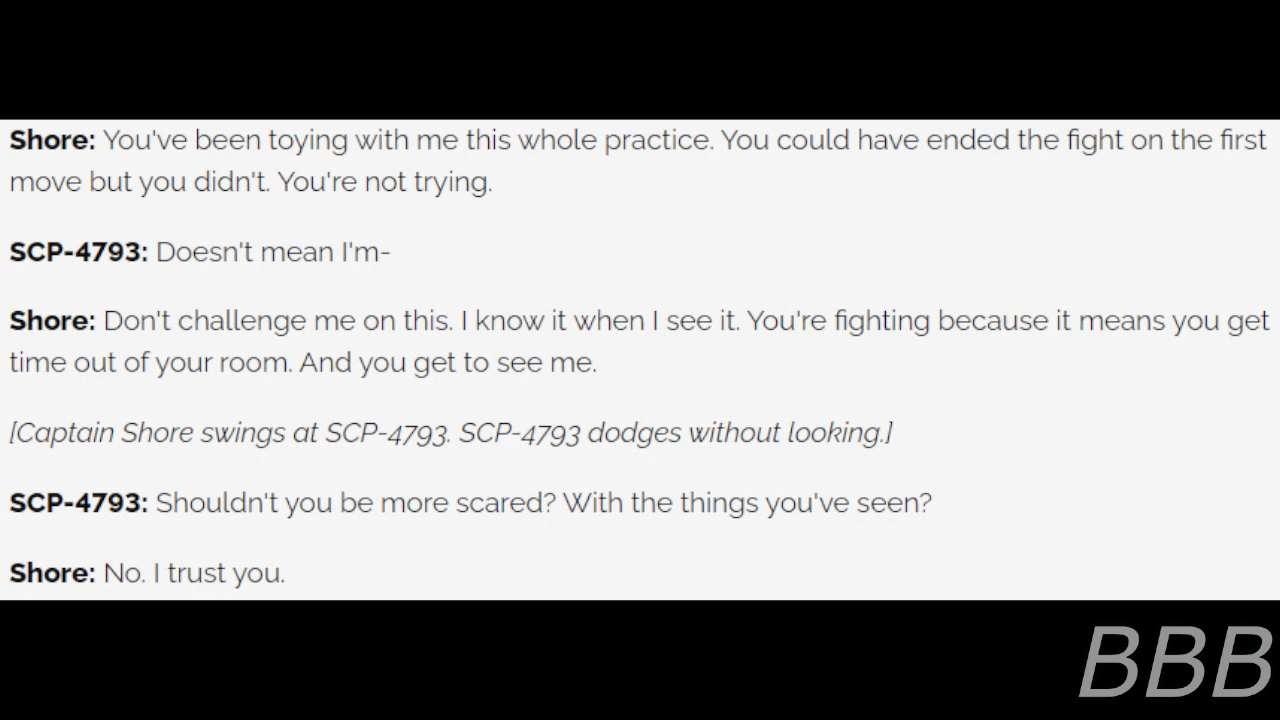 Shore: You've been toying with me this whole practice. You could have ended the fight on the first
move but you didn't. You're not trying.
SCP-4793: Doesn't mean I'm-
Shore: Don't challenge me on this. I know it when I see it. You're fighting because it means you get
time out of your room. And you get to see me.
[Captain Shore swings at SCP-4793. SCP-4793 dodges without looking.]
SCP-4793: Shouldn't you be more scared? With the things you've seen?
Shore: No. I trust you.
BBB